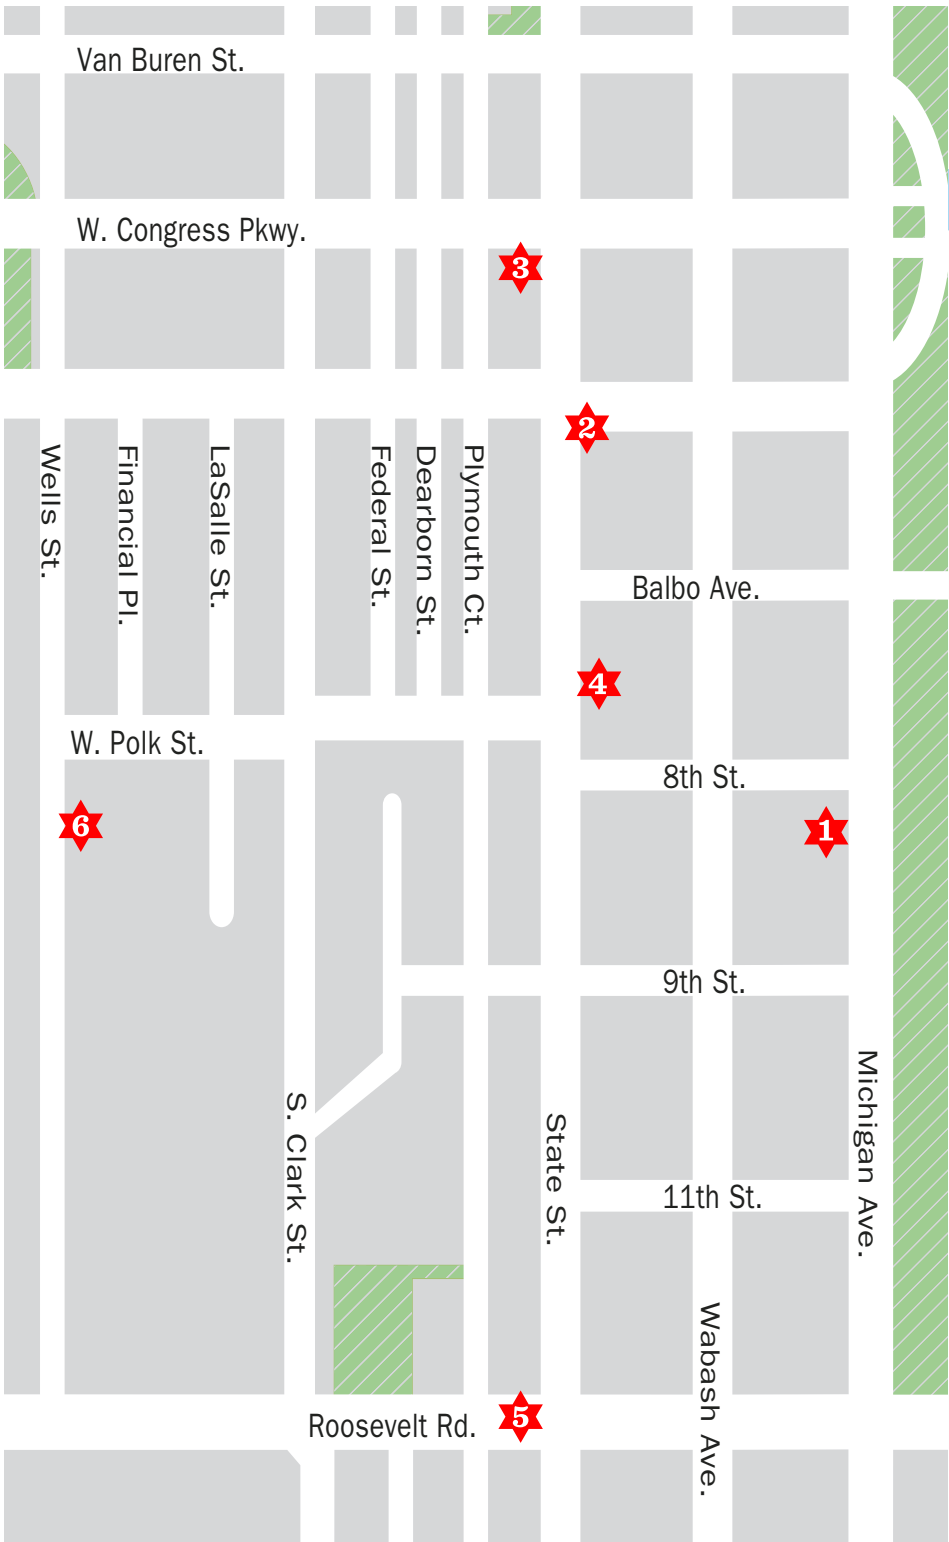 Van Buren St.
W. Congress Pkwy.
3
2
Wells St.
Financial Pl.
LaSalle St.
Federal St.
Dearborn St.
Plymouth Ct.
Balbo Ave.
4
W. Polk St.
8th St.
6
1
9th St.
S. Clark St.
State St.
Michigan Ave.
11th St.
Wabash Ave.
Roosevelt Rd.
5